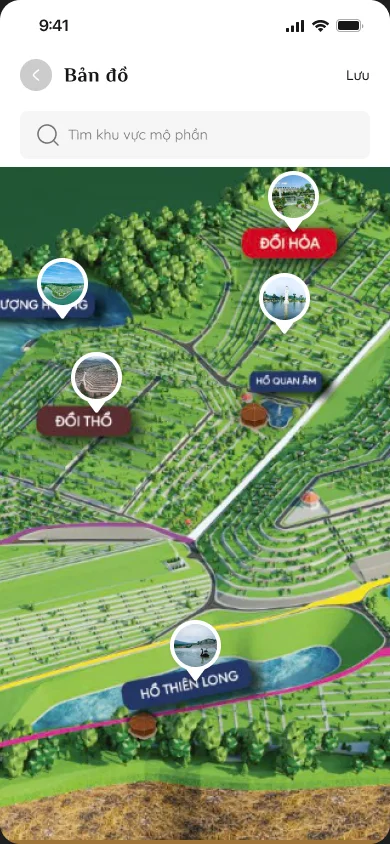 9:41
Bản đồ
Lưu
Tìm khu vực mộ phần
ĐỒI HỎA
ƯỢNG
HỒ QUAN ÂM
ĐỒI THỔ
HỒ THIÊN LONG